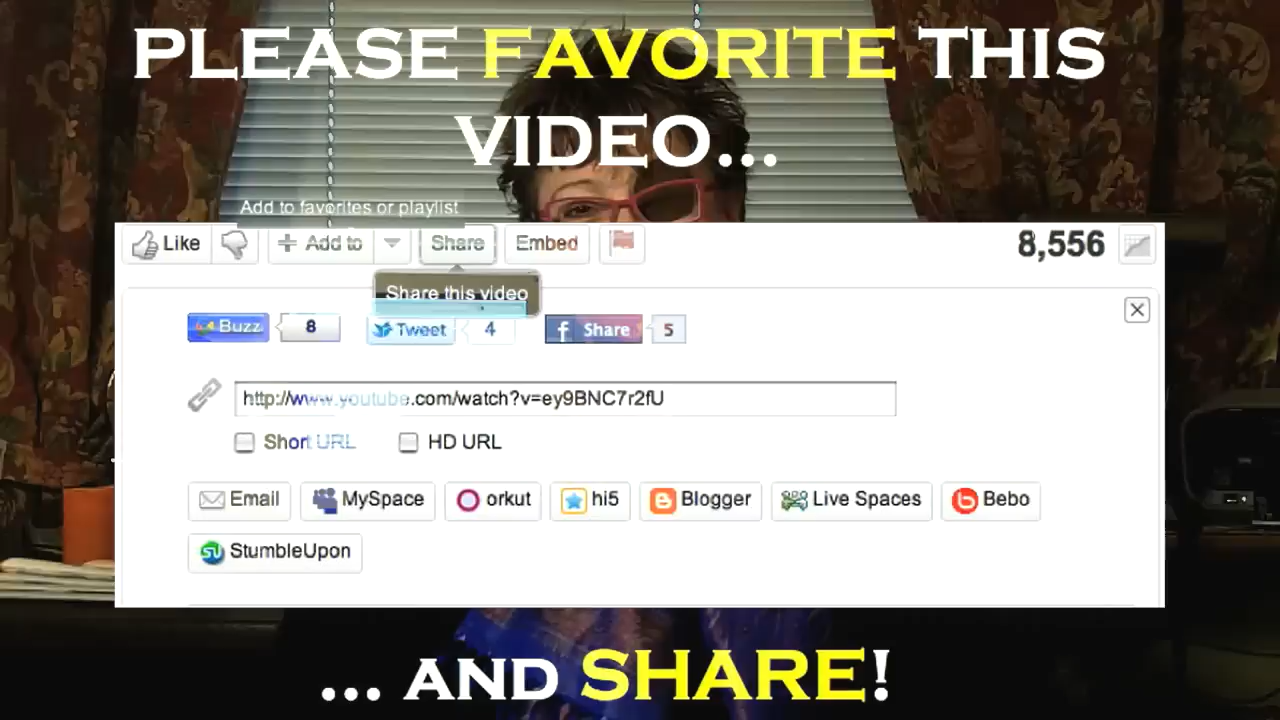 PLEASE FAVORITE THIS
VIDEO...
Add to favorites or playlist
Like + Add to Share Embed 8,556
Share this video
Buzz 8 Tweet 4 f Share 5
http://www.youtube.com/watch?v=ey9BNC7r2fU
Short URL HD URL
Email MySpace orkut hi5 Blogger Live Spaces Bebo
StumbleUpon
... AND SHARE!